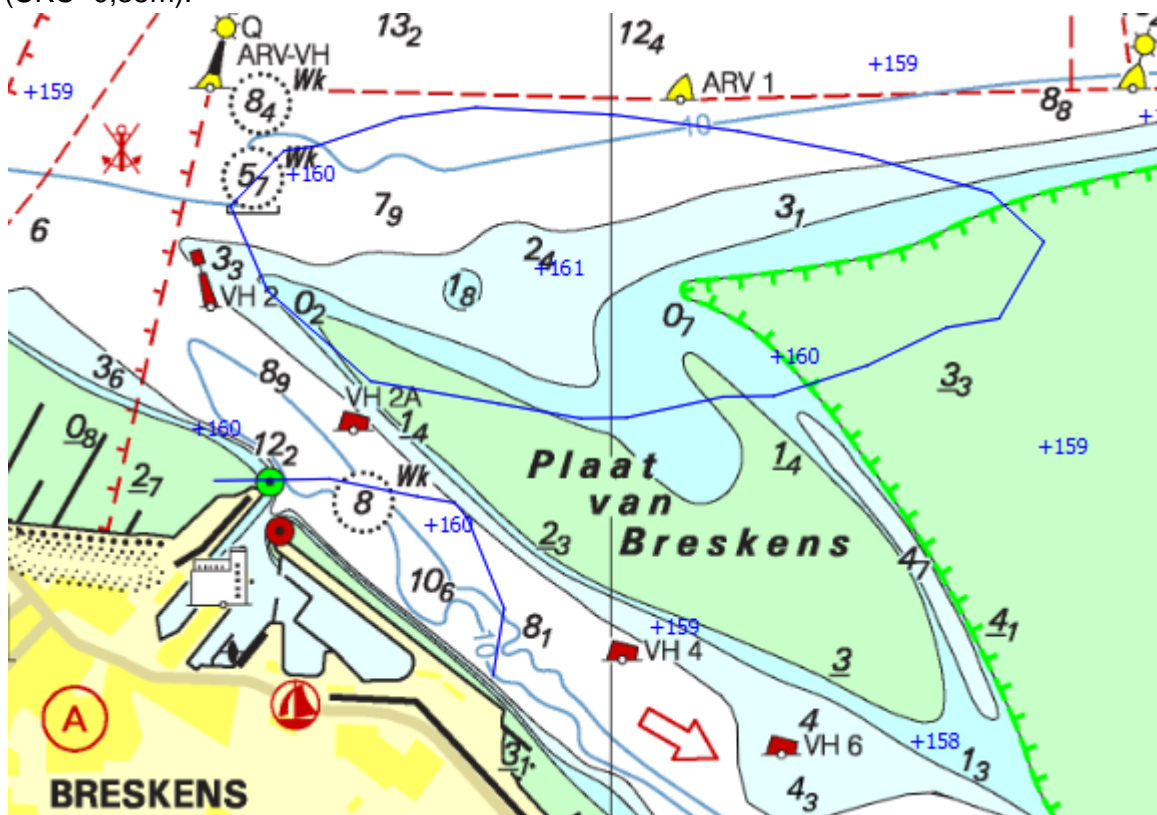 Q
13₂
12₄
ARV-VH
Wk
ARV 1
+159
+159
8₄
8₈
10
Wk
5₇
+160
7₉
3₁
6
3₃
2₄
+161
VH 2
1₈
0₂
0₇
3₆
8₉
+160
3₃
VH 2A
0₈
+160
1₄
1₄
+159
12₂
Wk
Plaat
van
Breskens
2₇
8
+160
2₃
4₇
10₆
8₁
+159
4₁
10
VH 4
3
A
4
VH 6
+158
1₃
3₁
4₃
BRESKENS